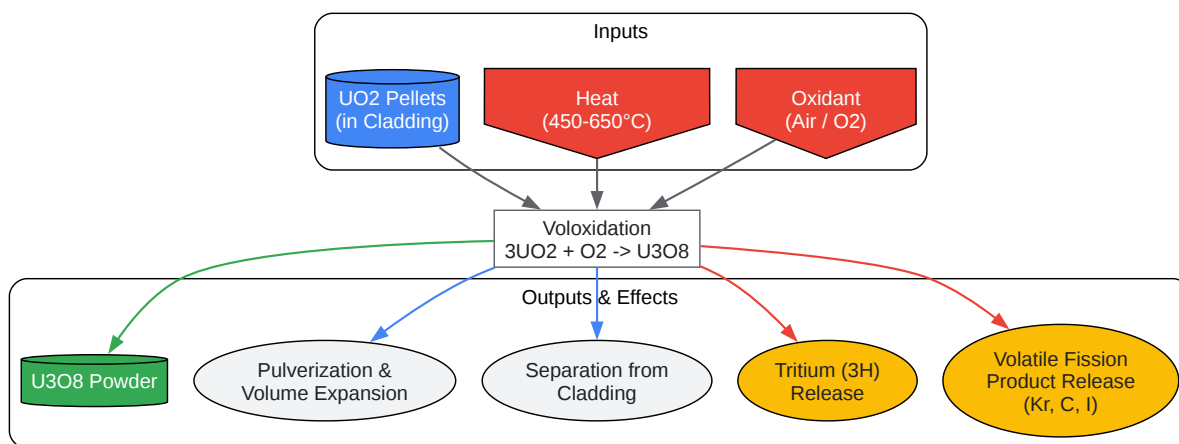 Inputs
UO2 Pellets
(in Cladding)
Heat
(450-650°C)
Oxidant
(Air / O2)
Voloxidation
3UO2 + O2 -> U3O8
Outputs & Effects
U3O8 Powder
Pulverization &
Volume Expansion
Separation from
Cladding
Tritium (3H)
Release
Volatile Fission
Product Release
(Kr, C, I)